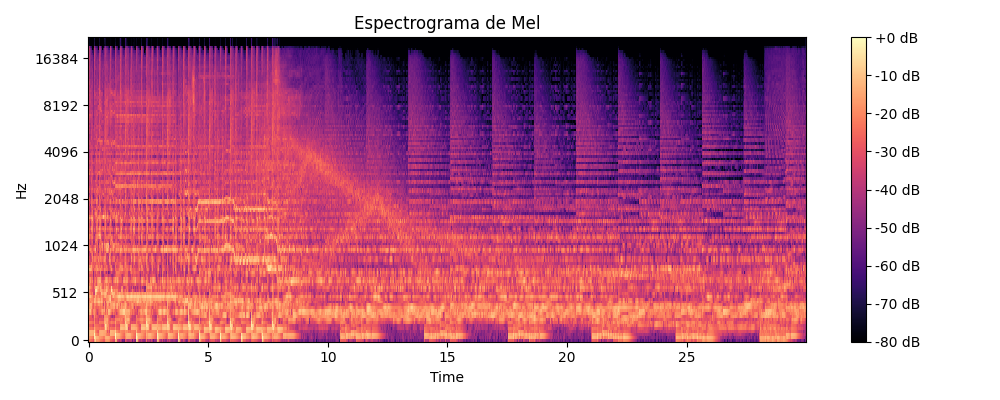 Espectrograma de Mel
Hz
16384
8192
4096
2048
1024
512
0
0 5 10 15 20 25
Time
+0 dB
-10 dB
-20 dB
-30 dB
-40 dB
-50 dB
-60 dB
-70 dB
-80 dB